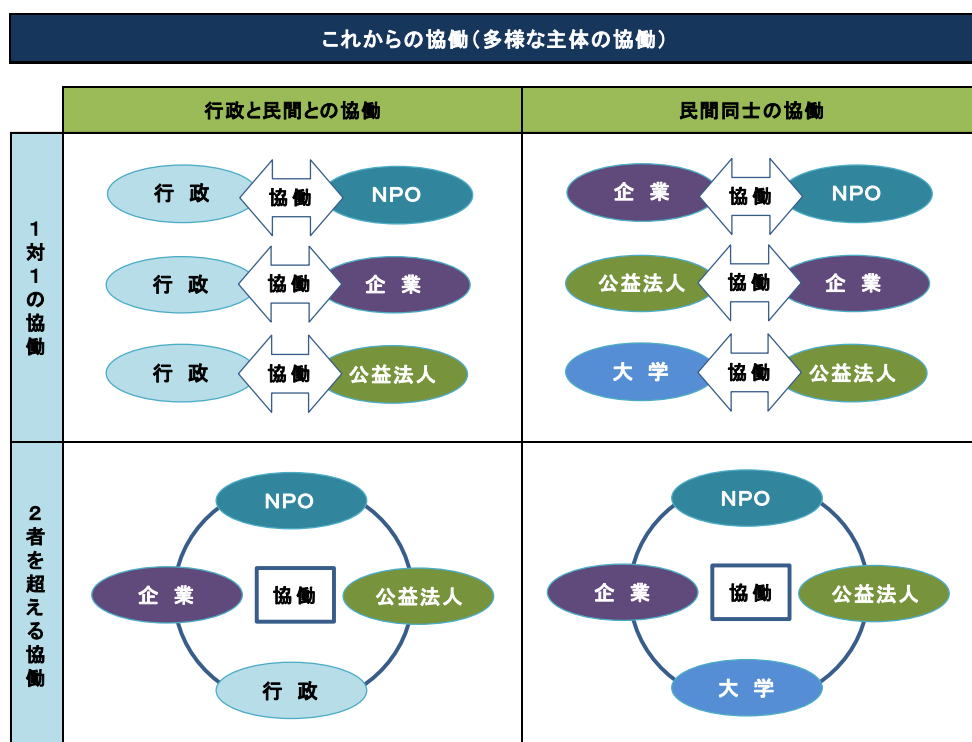 これからの協働（多様な主体の協働）
行政と民間との協働
民間同士の協働
1対1の協働
行 政
協働
NPO
行 政
協働
企 業
行 政
協働
公益法人
企 業
協働
NPO
公益法人
協働
企 業
大 学
協働
公益法人
2者を超える協働
NPO
企 業
協働
公益法人
行 政
NPO
企 業
協働
公益法人
大 学